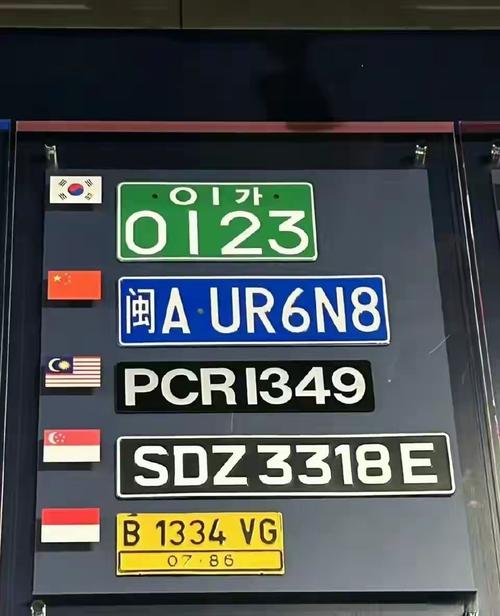 01가
0123
闽A·UR6N8
PCR1349
SDZ3318E
B 1334 VG
07·86